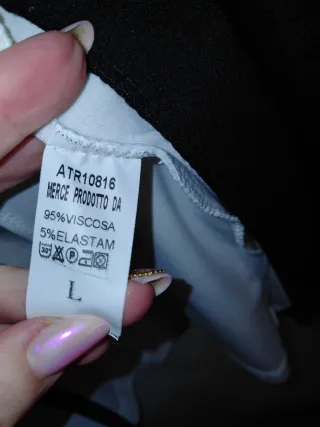 ATR10816
MERCE PRODOTTO DA
95%VISCOSA
5%ELASTAM
L